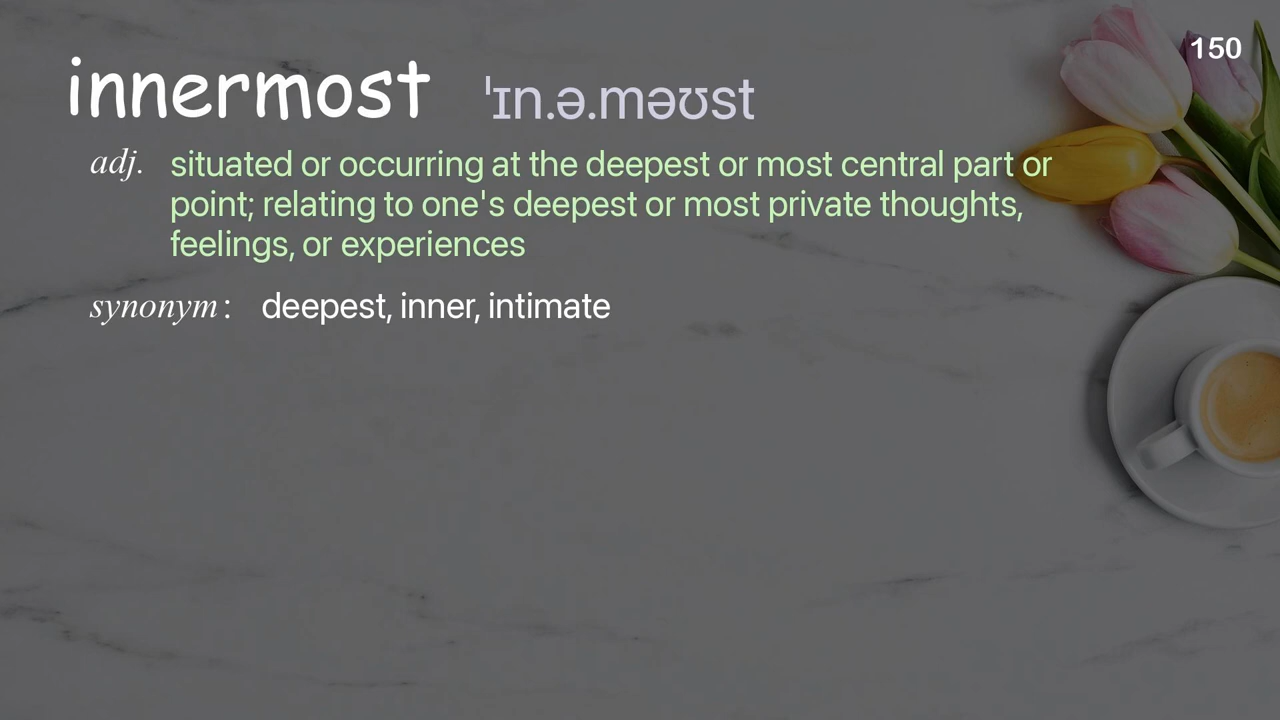 150
innermost ˈɪn.ə.məʊst
adj. situated or occurring at the deepest or most central part or
point; relating to one's deepest or most private thoughts,
feelings, or experiences
synonym: deepest, inner, intimate